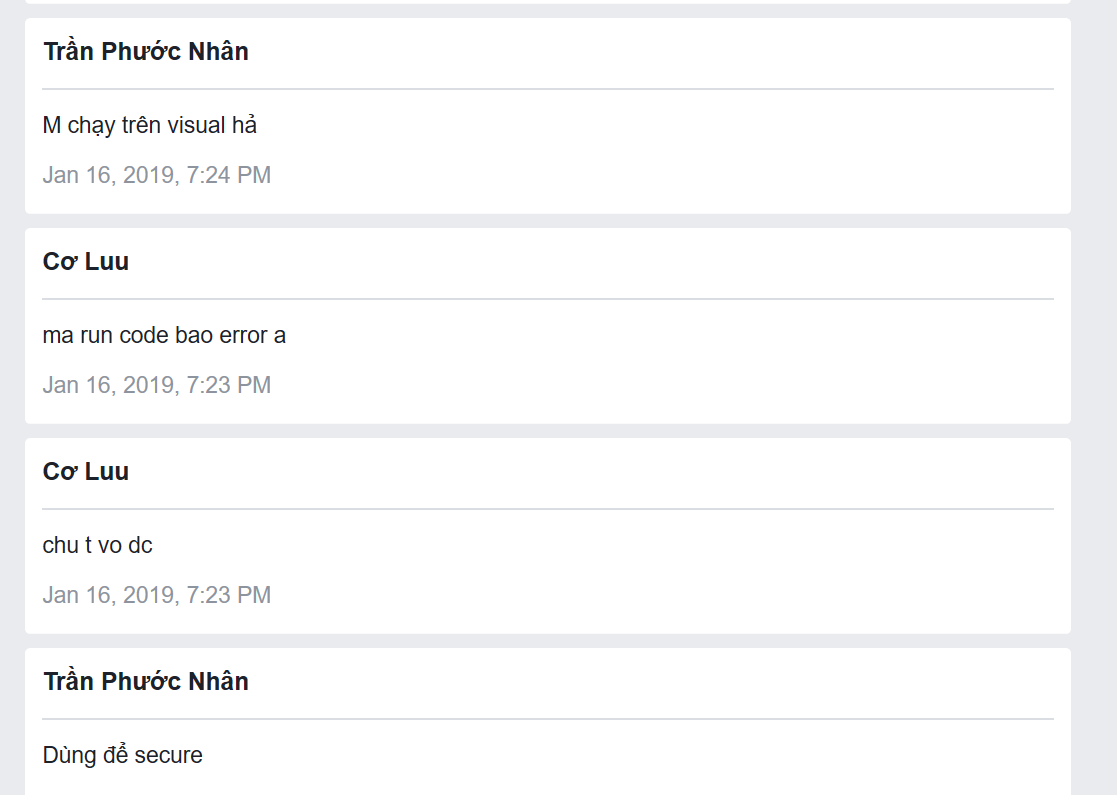 Trần Phước Nhân
M chạy trên visual hả
Jan 16, 2019, 7:24 PM
Cơ Luu
ma run code bao error a
Jan 16, 2019, 7:23 PM
Cơ Luu
chu t vo dc
Jan 16, 2019, 7:23 PM
Trần Phước Nhân
Dùng để secure